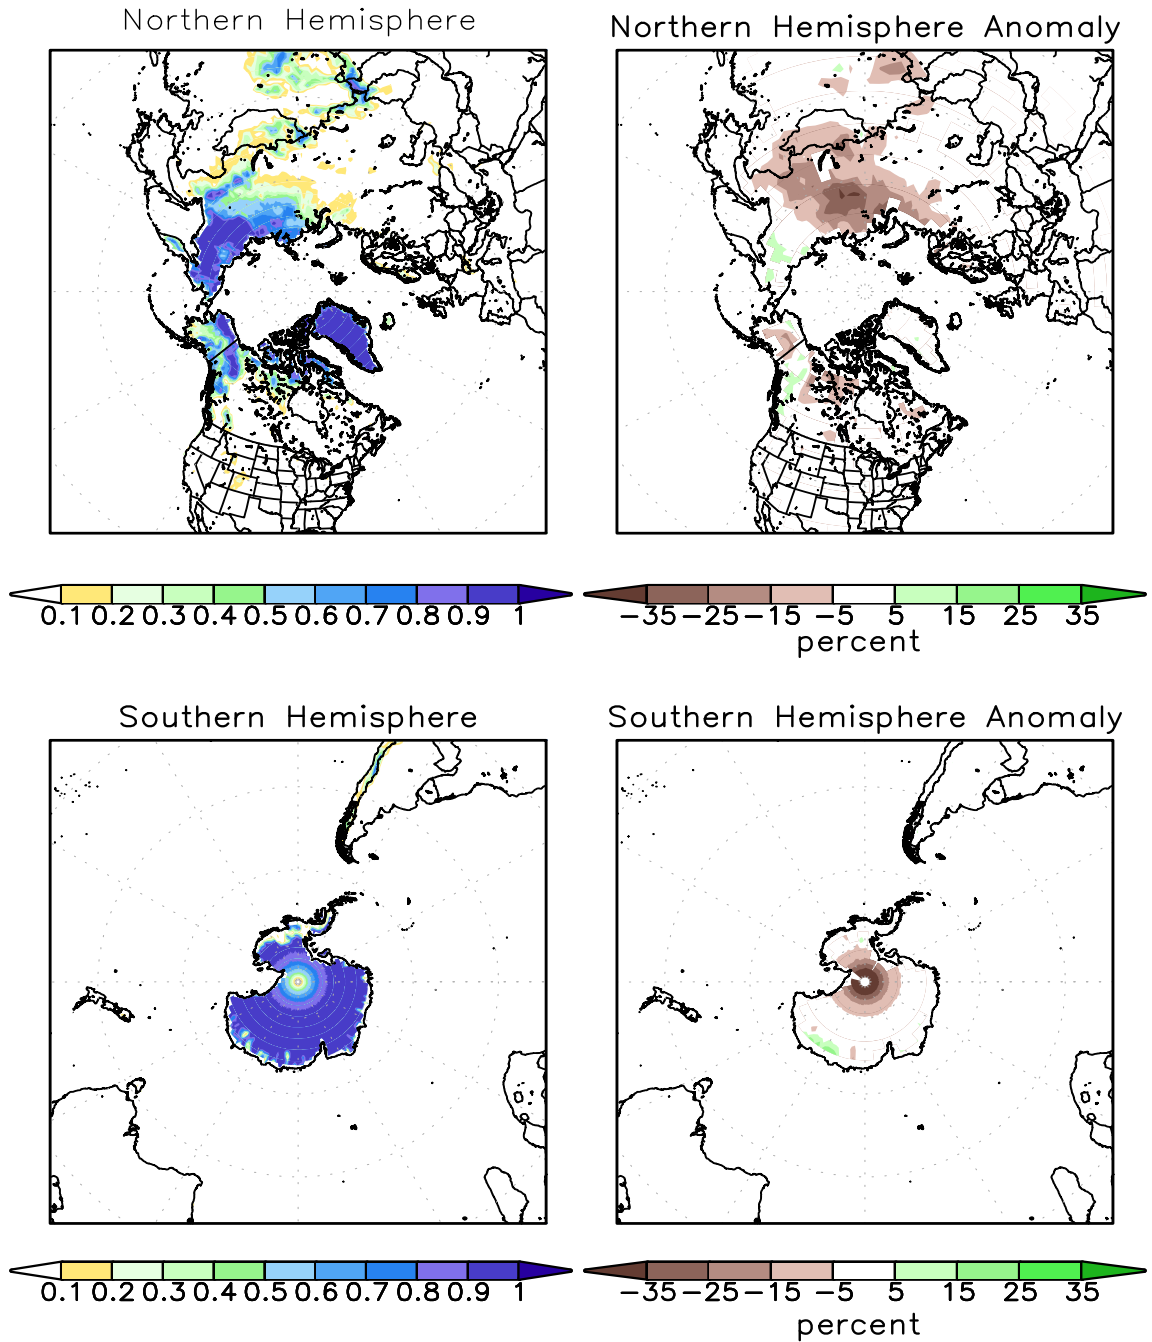 Northern Hemisphere
Northern Hemisphere Anomaly
0.1 0.2 0.3 0.4 0.5 0.6 0.7 0.8 0.9 1
−35 −25 −15 −5 5 15 25 35
percent
Southern Hemisphere
Southern Hemisphere Anomaly
0.1 0.2 0.3 0.4 0.5 0.6 0.7 0.8 0.9 1
−35 −25 −15 −5 5 15 25 35
percent